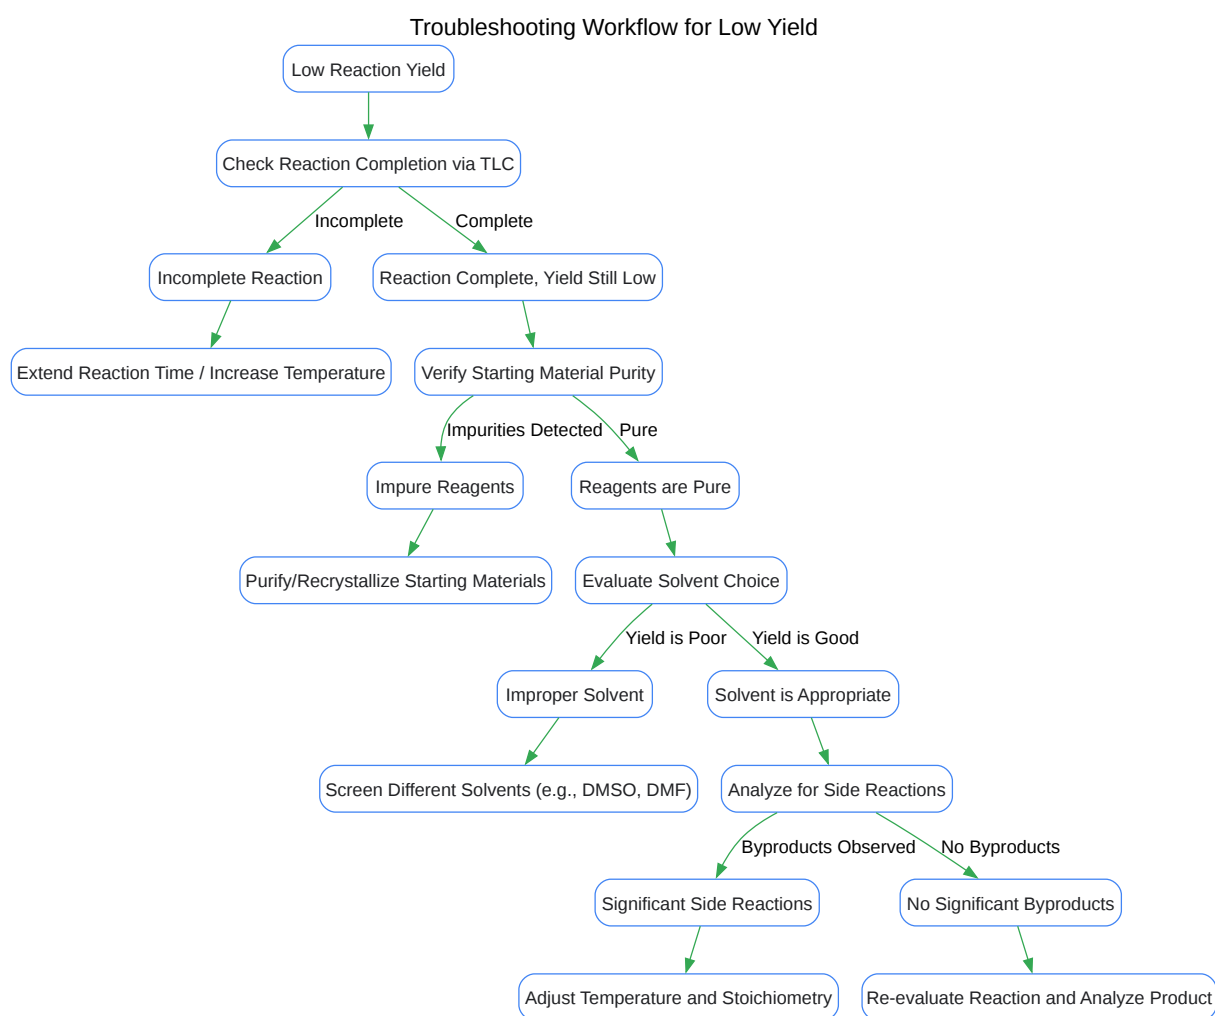 Troubleshooting Workflow for Low Yield
Low Reaction Yield
Check Reaction Completion via TLC
Incomplete
Complete
Incomplete Reaction
Reaction Complete, Yield Still Low
Extend Reaction Time / Increase Temperature
Verify Starting Material Purity
Impurities Detected
Pure
Impure Reagents
Reagents are Pure
Purify/Recrystallize Starting Materials
Evaluate Solvent Choice
Yield is Poor
Yield is Good
Improper Solvent
Solvent is Appropriate
Screen Different Solvents (e.g., DMSO, DMF)
Analyze for Side Reactions
Byproducts Observed
No Byproducts
Significant Side Reactions
No Significant Byproducts
Adjust Temperature and Stoichiometry
Re-evaluate Reaction and Analyze Product